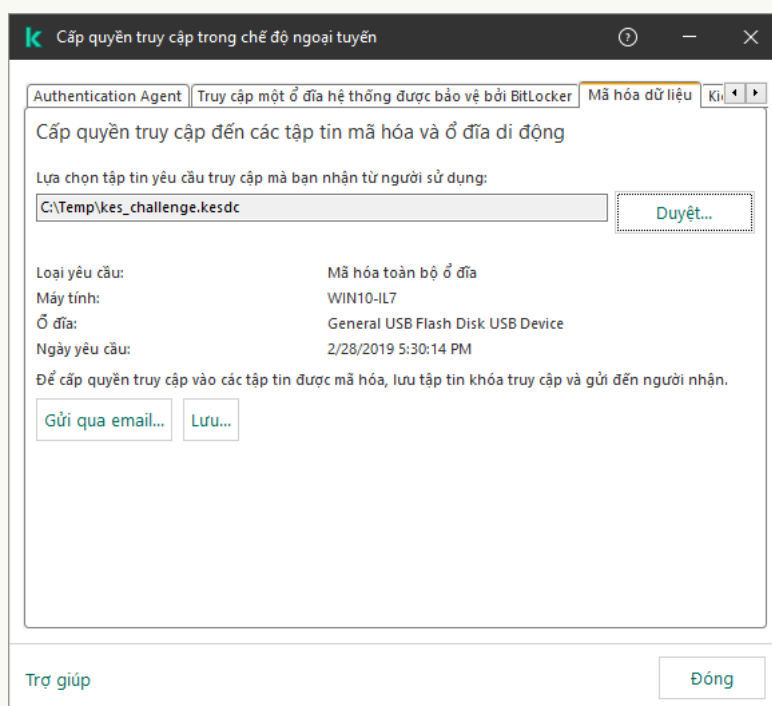 Cấp quyền truy cập trong chế độ ngoại tuyến
Authentication Agent Truy cập một ổ đĩa hệ thống được bảo vệ bởi BitLocker Mã hóa dữ liệu
Cấp quyền truy cập đến các tập tin mã hóa và ổ đĩa di động
Lựa chọn tập tin yêu cầu truy cập mà bạn nhận từ người sử dụng:
C:\Temp\kes_challenge.kesdc Duyệt...
Loại yêu cầu: Mã hóa toàn bộ ổ đĩa
Máy tính: WIN10-IL7
Ổ đĩa: General USB Flash Disk USB Device
Ngày yêu cầu: 2/28/2019 5:30:14 PM
Để cấp quyền truy cập vào các tập tin được mã hóa, lưu tập tin khóa truy cập và gửi đến người nhận.
Gửi qua email... Lưu...
Trợ giúp Đóng